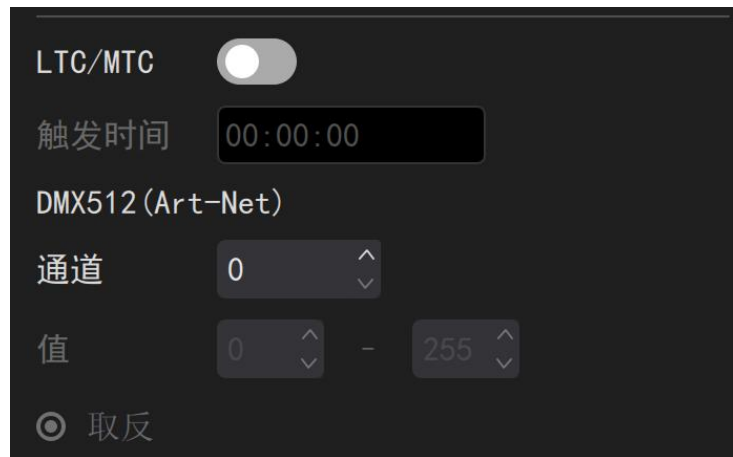 LTC/MTC
触发时间 00:00:00
DMX512(Art-Net)
通道 0
值 0 - 255
取反